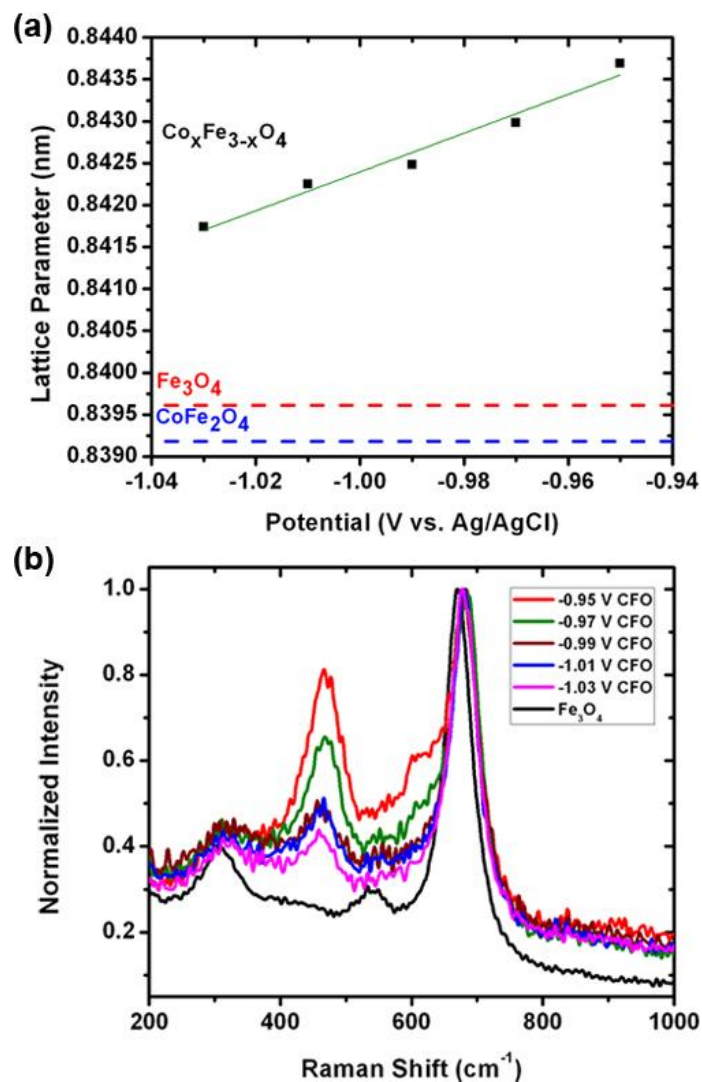 (a)
0.8440
0.8435
0.8430
0.8425
0.8420
0.8415
0.8410
0.8405
0.8400
0.8395
0.8390
Lattice Parameter (nm)
CoₓFe₃₋ₓO₄
Fe₃O₄
CoFe₂O₄
-1.04 -1.02 -1.00 -0.98 -0.96 -0.94
Potential (V vs. Ag/AgCl)
(b)
1.0
0.8
0.6
0.4
0.2
Normalized Intensity
-0.95 V CFO
-0.97 V CFO
-0.99 V CFO
-1.01 V CFO
-1.03 V CFO
Fe₃O₄
200 400 600 800 1000
Raman Shift (cm⁻¹)